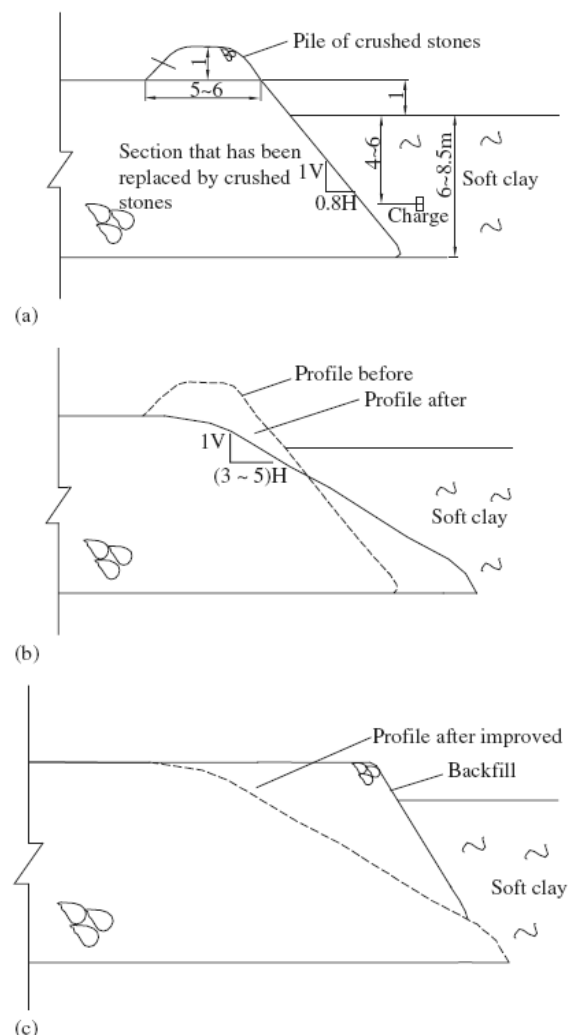 Pile of crushed stones
1
5~6
1
Section that has been
replaced by crushed
stones
1V
0.8H
4~6
Charge
6~8.5m
Soft clay
(a)
Profile before
Profile after
1V
(3 ~ 5)H
Soft clay
(b)
Profile after improved
Backfill
Soft clay
(c)